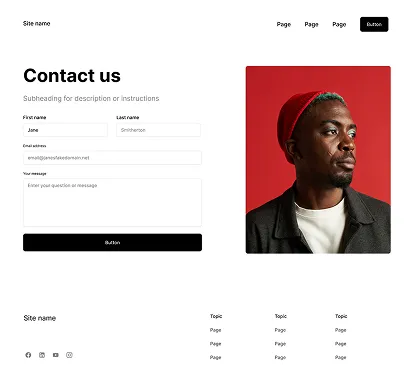 Site name
Page Page Page Button
Contact us
Subheading for description or instructions
First name Last name
Jane Smitherton
Email address
email@janesfakedomain.net
Your message
Enter your question or message
Button
Site name
Topic Topic Topic
Page Page Page
Page Page Page
Page Page Page